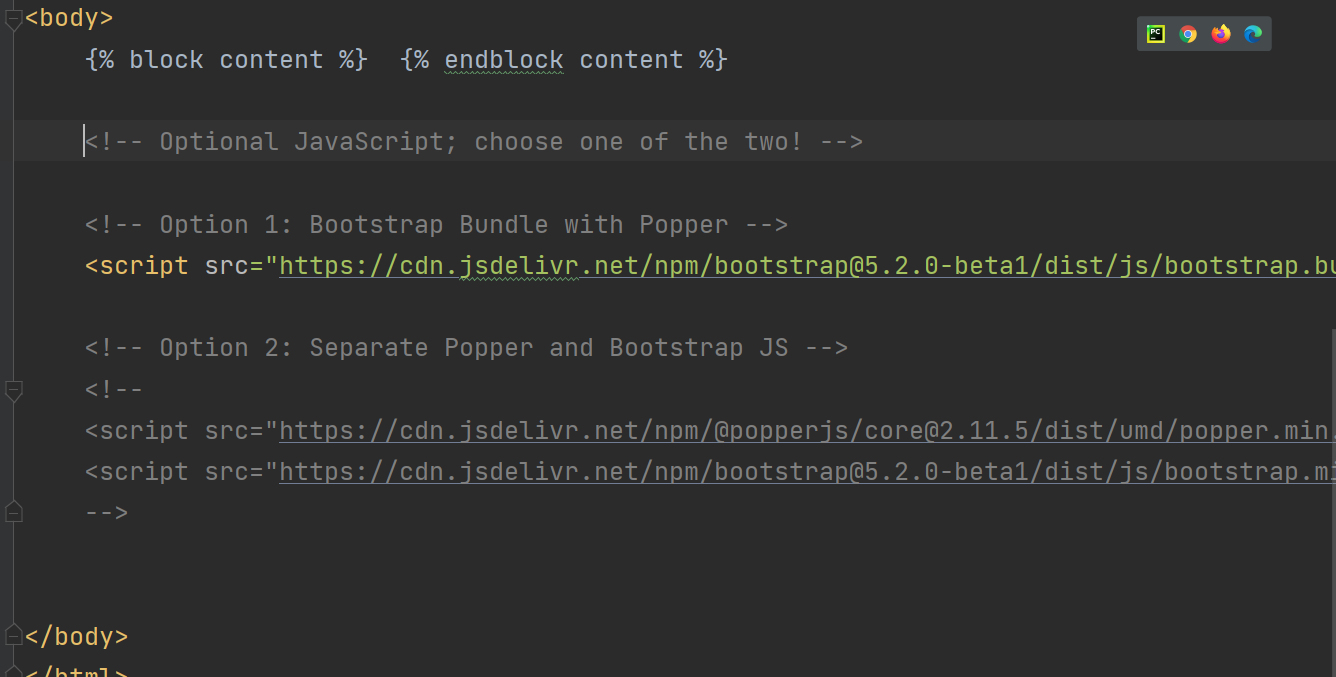 <body>
{% block content %} {% endblock content %}
<!-- Optional JavaScript; choose one of the two! -->
<!-- Option 1: Bootstrap Bundle with Popper -->
<script src="https://cdn.jsdelivr.net/npm/bootstrap@5.2.0-beta1/dist/js/bootstrap.bu
<!-- Option 2: Separate Popper and Bootstrap JS -->
<!--
<script src="https://cdn.jsdelivr.net/npm/@popperjs/core@2.11.5/dist/umd/popper.min.
<script src="https://cdn.jsdelivr.net/npm/bootstrap@5.2.0-beta1/dist/js/bootstrap.mi
-->
</body>
</html>